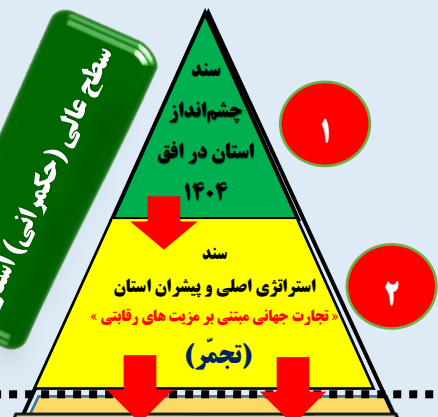 سطح عالی (حکمرانی)
سند
چشم‌انداز
استان در افق
۱۴۰۴
۱
سند
استراتژی اصلی و پیشران استان
« تجارت جهانی مبتنی بر مزیت های رقابتی »
(تجمّر)
۲